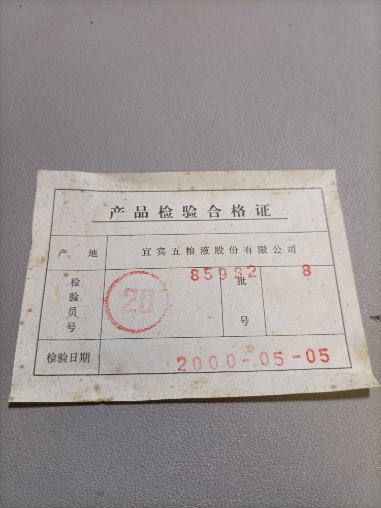 产品检验合格证
产地 宜宾五粮液股份有限公司
85932 8
检验员号 20 批号
检验日期 2000-05-05